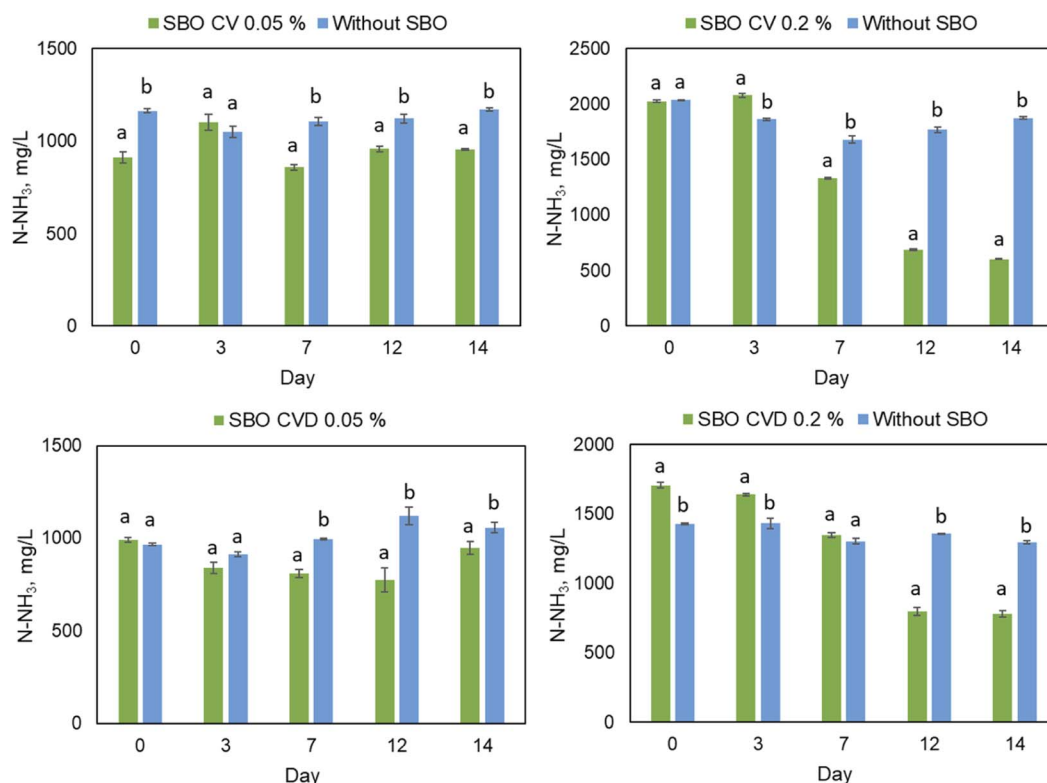 SBO CV 0.05 % Without SBO
1500
1000
500
0
N-NH3, mg/L
a b a a a b a b a b
0 3 7 12 14
Day
SBO CV 0.2 % Without SBO
2500
2000
1500
1000
500
0
N-NH3, mg/L
a a a b a b a b a b
0 3 7 12 14
Day
SBO CVD 0.05 %
1500
1000
500
0
N-NH3, mg/L
a a a a a b a b a b
0 3 7 12 14
Day
SBO CVD 0.2 % Without SBO
2000
1500
1000
500
0
N-NH3, mg/L
a b a b a a a b a b
0 3 7 12 14
Day